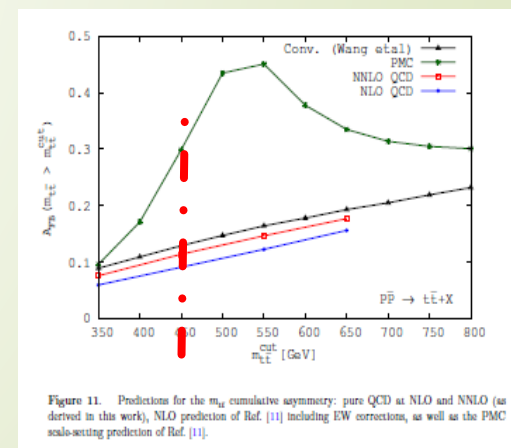 0.5
Conv. (Wang etal)
PMC
0.4
NNLO QCD
NLO QCD
A_FB (m_tt̄ > m_tt̄^cut)
0.3
0.2
0.1
PP̄ → tt̄+X
0
350 400 450 500 550 600 650 700 750 800
m_tt̄^cut [GeV]
Figure 11. Predictions for the m_tt̄ cumulative asymmetry: pure QCD at NLO and NNLO (as
derived in this work), NLO prediction of Ref. [11] including EW corrections, as well as the PMC
scale-setting prediction of Ref. [11].